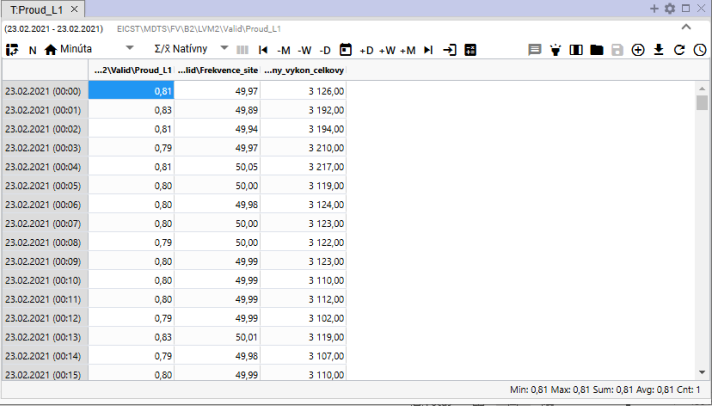 T:Proud_L1
(23.02.2021 - 23.02.2021) EICST\MDTS\FV\B2\LVM2\Valid\Proud_L1
N Minúta Σ/x̄ Natívny -M -W -D +D +W +M
...2\Valid\Proud_L1 ...lid\Frekvence_site ...ny_vykon_celkovy
23.02.2021 (00:00) 0,81 49,97 3 126,00
23.02.2021 (00:01) 0,83 49,89 3 192,00
23.02.2021 (00:02) 0,81 49,94 3 194,00
23.02.2021 (00:03) 0,79 49,97 3 210,00
23.02.2021 (00:04) 0,81 50,05 3 217,00
23.02.2021 (00:05) 0,80 50,00 3 119,00
23.02.2021 (00:06) 0,80 49,98 3 124,00
23.02.2021 (00:07) 0,80 50,00 3 123,00
23.02.2021 (00:08) 0,79 50,00 3 122,00
23.02.2021 (00:09) 0,80 49,99 3 123,00
23.02.2021 (00:10) 0,80 49,99 3 110,00
23.02.2021 (00:11) 0,80 49,99 3 112,00
23.02.2021 (00:12) 0,79 49,99 3 102,00
23.02.2021 (00:13) 0,83 50,01 3 119,00
23.02.2021 (00:14) 0,79 49,98 3 107,00
23.02.2021 (00:15) 0,80 49,99 3 110,00
Min: 0,81 Max: 0,81 Sum: 0,81 Avg: 0,81 Cnt: 1